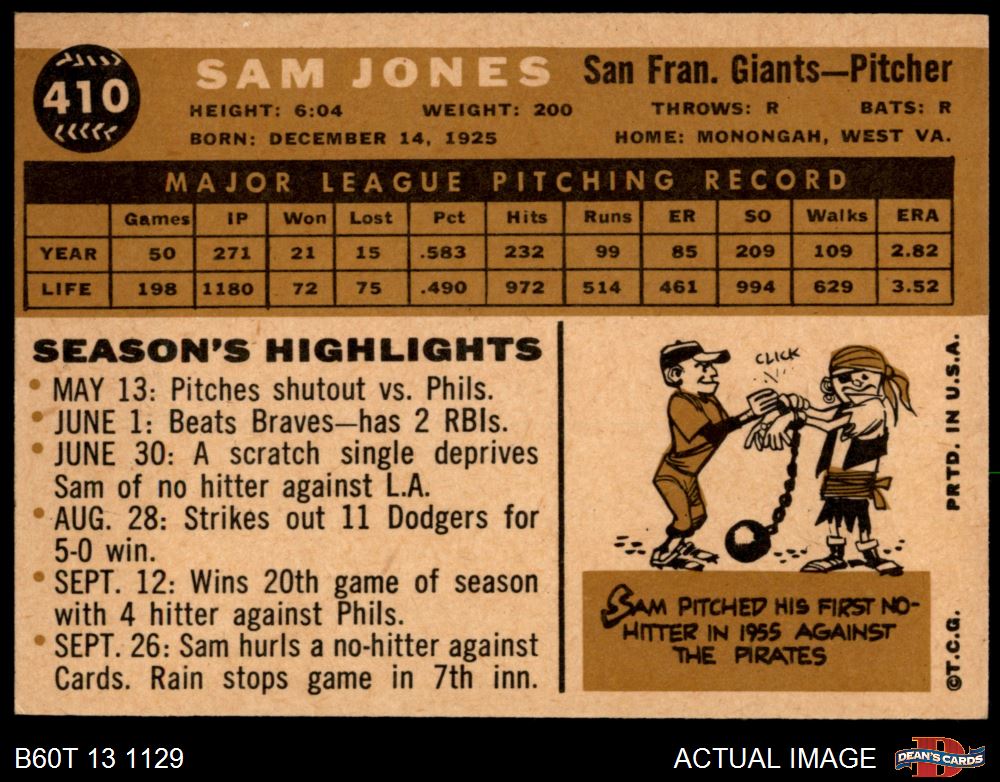 410
SAM JONES San Fran. Giants—Pitcher
HEIGHT: 6:04 WEIGHT: 200 THROWS: R BATS: R
BORN: DECEMBER 14, 1925 HOME: MONONGAH, WEST VA.
MAJOR LEAGUE PITCHING RECORD
Games IP Won Lost Pct Hits Runs ER SO Walks ERA
YEAR 50 271 21 15 .583 232 99 85 209 109 2.82
LIFE 198 1180 72 75 .490 972 514 461 994 629 3.52
SEASON'S HIGHLIGHTS
• MAY 13: Pitches shutout vs. Phils.
• JUNE 1: Beats Braves—has 2 RBIs.
• JUNE 30: A scratch single deprives
Sam of no hitter against L.A.
• AUG. 28: Strikes out 11 Dodgers for
5-0 win.
• SEPT. 12: Wins 20th game of season
with 4 hitter against Phils.
• SEPT. 26: Sam hurls a no-hitter against
Cards. Rain stops game in 7th inn.
CLICK
SAM PITCHED HIS FIRST NO-
HITTER IN 1955 AGAINST
THE PIRATES
©T.C.G. PRTD. IN U.S.A.
B60T 13 1129 ACTUAL IMAGE
D
DEAN'S CARDS